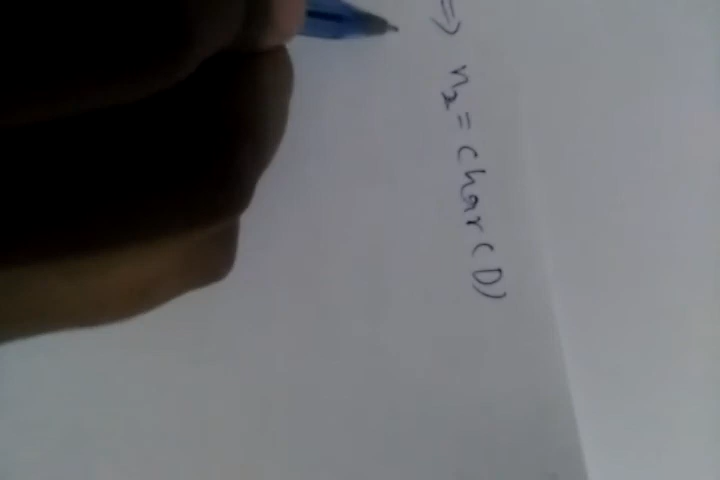 => n₂ = char(D)